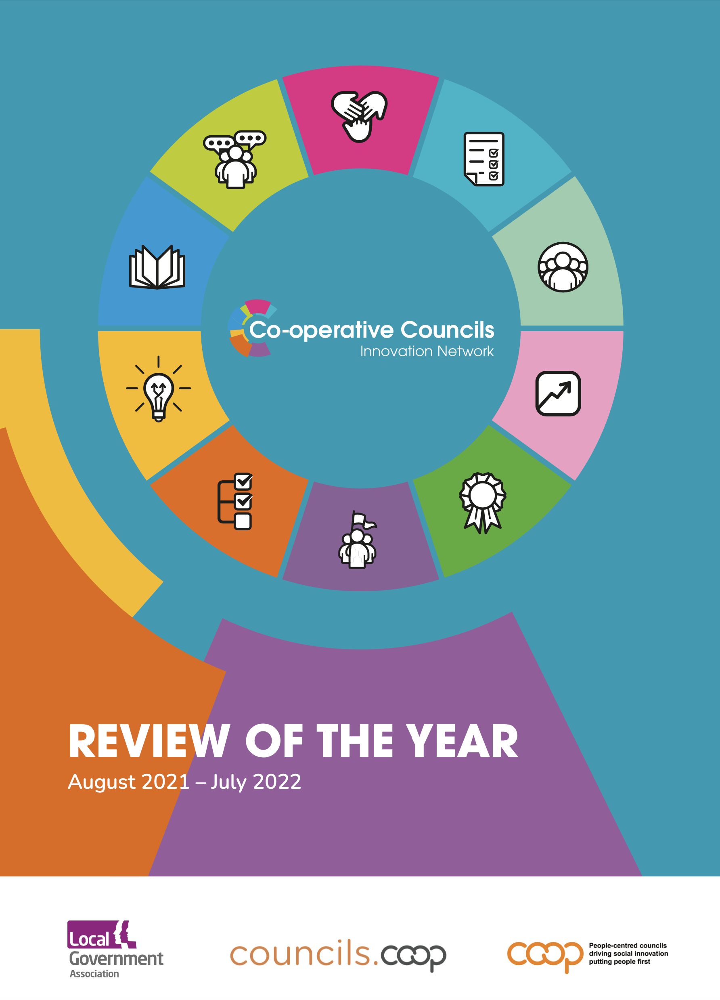 Co-operative Councils
Innovation Network
REVIEW OF THE YEAR
August 2021 – July 2022
Local
Government
Association
councils.coop
coop
People-centred councils
driving social innovation
putting people first